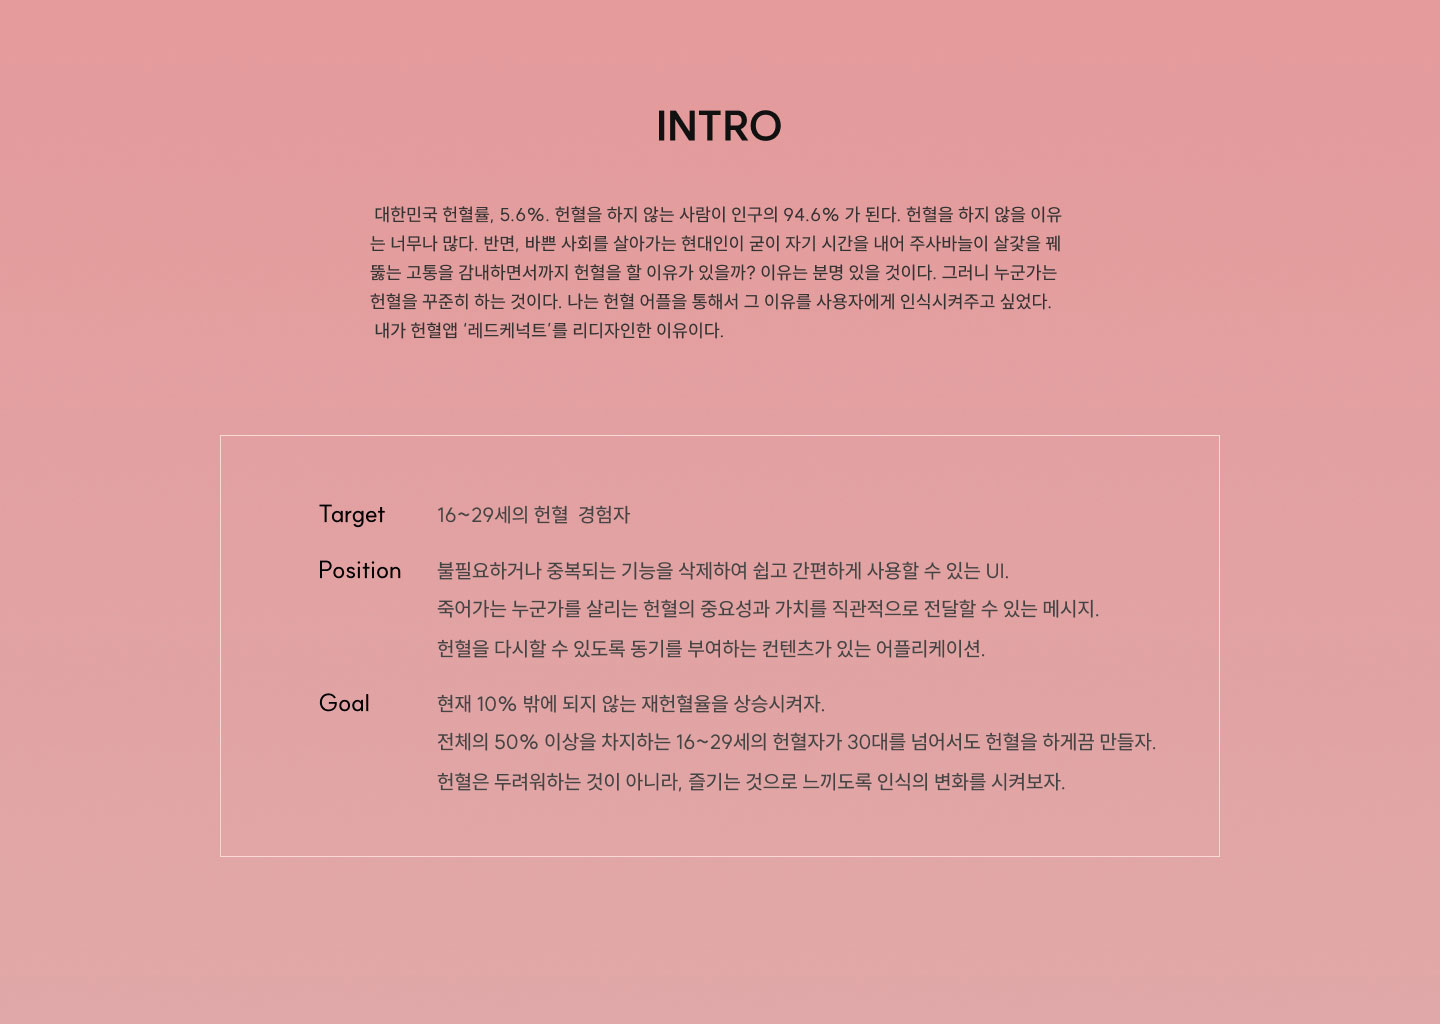 INTRO
대한민국 헌혈률, 5.6%. 헌혈을 하지 않는 사람이 인구의 94.6% 가 된다. 헌혈을 하지 않을 이유
는 너무나 많다. 반면, 바쁜 사회를 살아가는 현대인이 굳이 자기 시간을 내어 주사바늘이 살갗을 꿰
뚫는 고통을 감내하면서까지 헌혈을 할 이유가 있을까? 이유는 분명 있을 것이다. 그러니 누군가는
헌혈을 꾸준히 하는 것이다. 나는 헌혈 어플을 통해서 그 이유를 사용자에게 인식시켜주고 싶었다.
내가 헌혈앱 '레드케넉트'를 리디자인한 이유이다.
Target 16~29세의 헌혈 경험자
Position 불필요하거나 중복되는 기능을 삭제하여 쉽고 간편하게 사용할 수 있는 UI.
죽어가는 누군가를 살리는 헌혈의 중요성과 가치를 직관적으로 전달할 수 있는 메시지.
헌혈을 다시할 수 있도록 동기를 부여하는 컨텐츠가 있는 어플리케이션.
Goal 현재 10% 밖에 되지 않는 재헌혈율을 상승시켜자.
전체의 50% 이상을 차지하는 16~29세의 헌혈자가 30대를 넘어서도 헌혈을 하게끔 만들자.
헌혈은 두려워하는 것이 아니라, 즐기는 것으로 느끼도록 인식의 변화를 시켜보자.